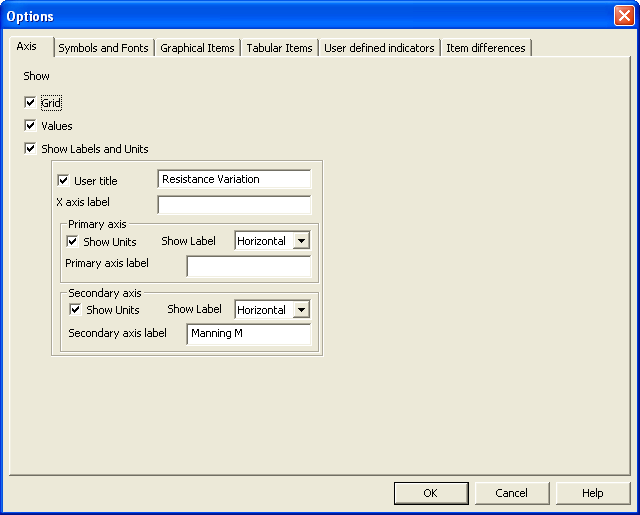 Options
Axis Symbols and Fonts Graphical Items Tabular Items User defined indicators Item differences
Show
Grid
Values
Show Labels and Units
User title Resistance Variation
X axis label
Primary axis
Show Units Show Label Horizontal
Primary axis label
Secondary axis
Show Units Show Label Horizontal
Secondary axis label Manning M
OK Cancel Help